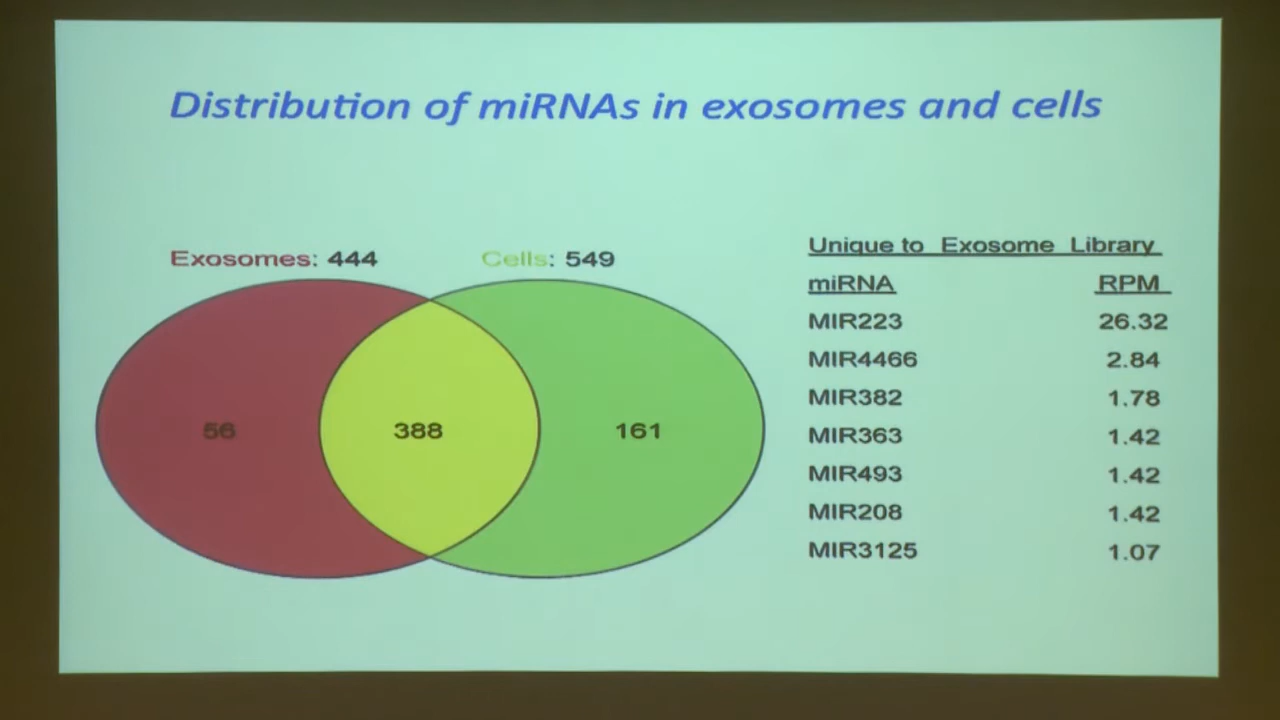 Distribution of miRNAs in exosomes and cells
Exosomes: 444
Cells: 549
56
388
161
Unique to Exosome Library
miRNA RPM
MIR223 26.32
MIR4466 2.84
MIR382 1.78
MIR363 1.42
MIR493 1.42
MIR208 1.42
MIR3125 1.07